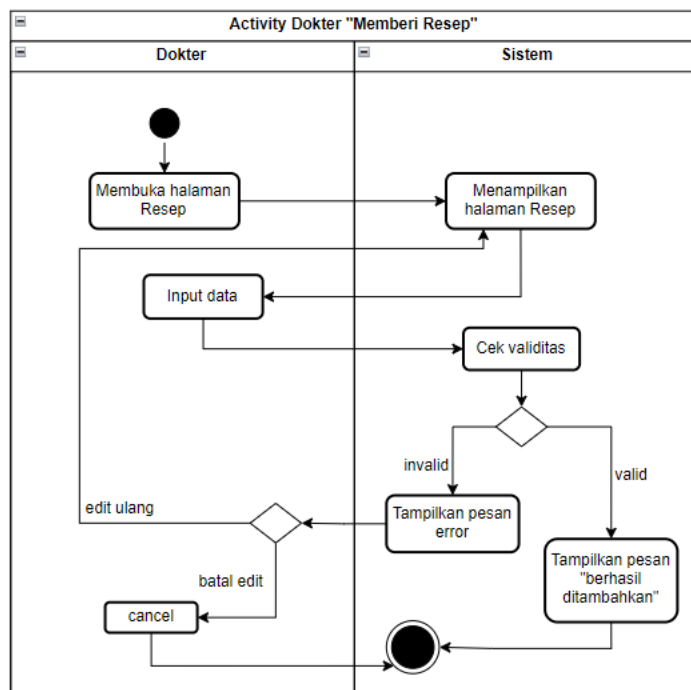 Activity Dokter "Memberi Resep"
Dokter
Sistem
Membuka halaman
Resep
Menampilkan
halaman Resep
Input data
Cek validitas
invalid
valid
edit ulang
Tampilkan pesan
error
Tampilkan pesan
"berhasil
ditambahkan"
batal edit
cancel